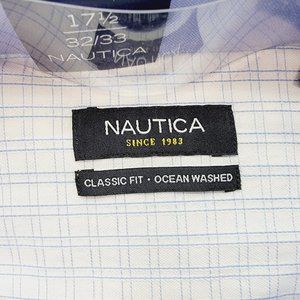 17½
32/33
NAUTICA
NAUTICA
SINCE 1983
CLASSIC FIT • OCEAN WASHED